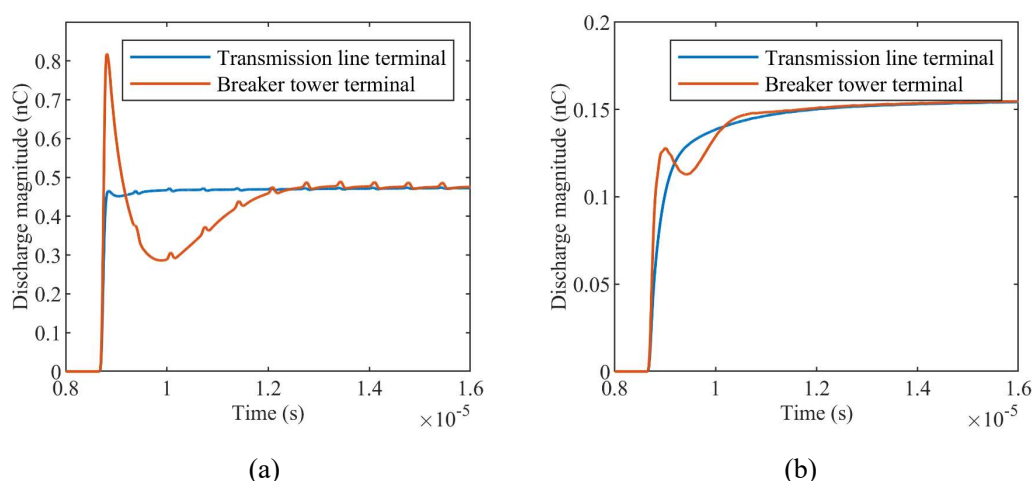 Transmission line terminal
Breaker tower terminal
Discharge magnitude (nC)
0.8
0.7
0.6
0.5
0.4
0.3
0.2
0.1
0
0.8
1
1.2
1.4
1.6
Time (s)
×10⁻⁵
(a)
Transmission line terminal
Breaker tower terminal
Discharge magnitude (nC)
0.2
0.15
0.1
0.05
0
0.8
1
1.2
1.4
1.6
Time (s)
×10⁻⁵
(b)